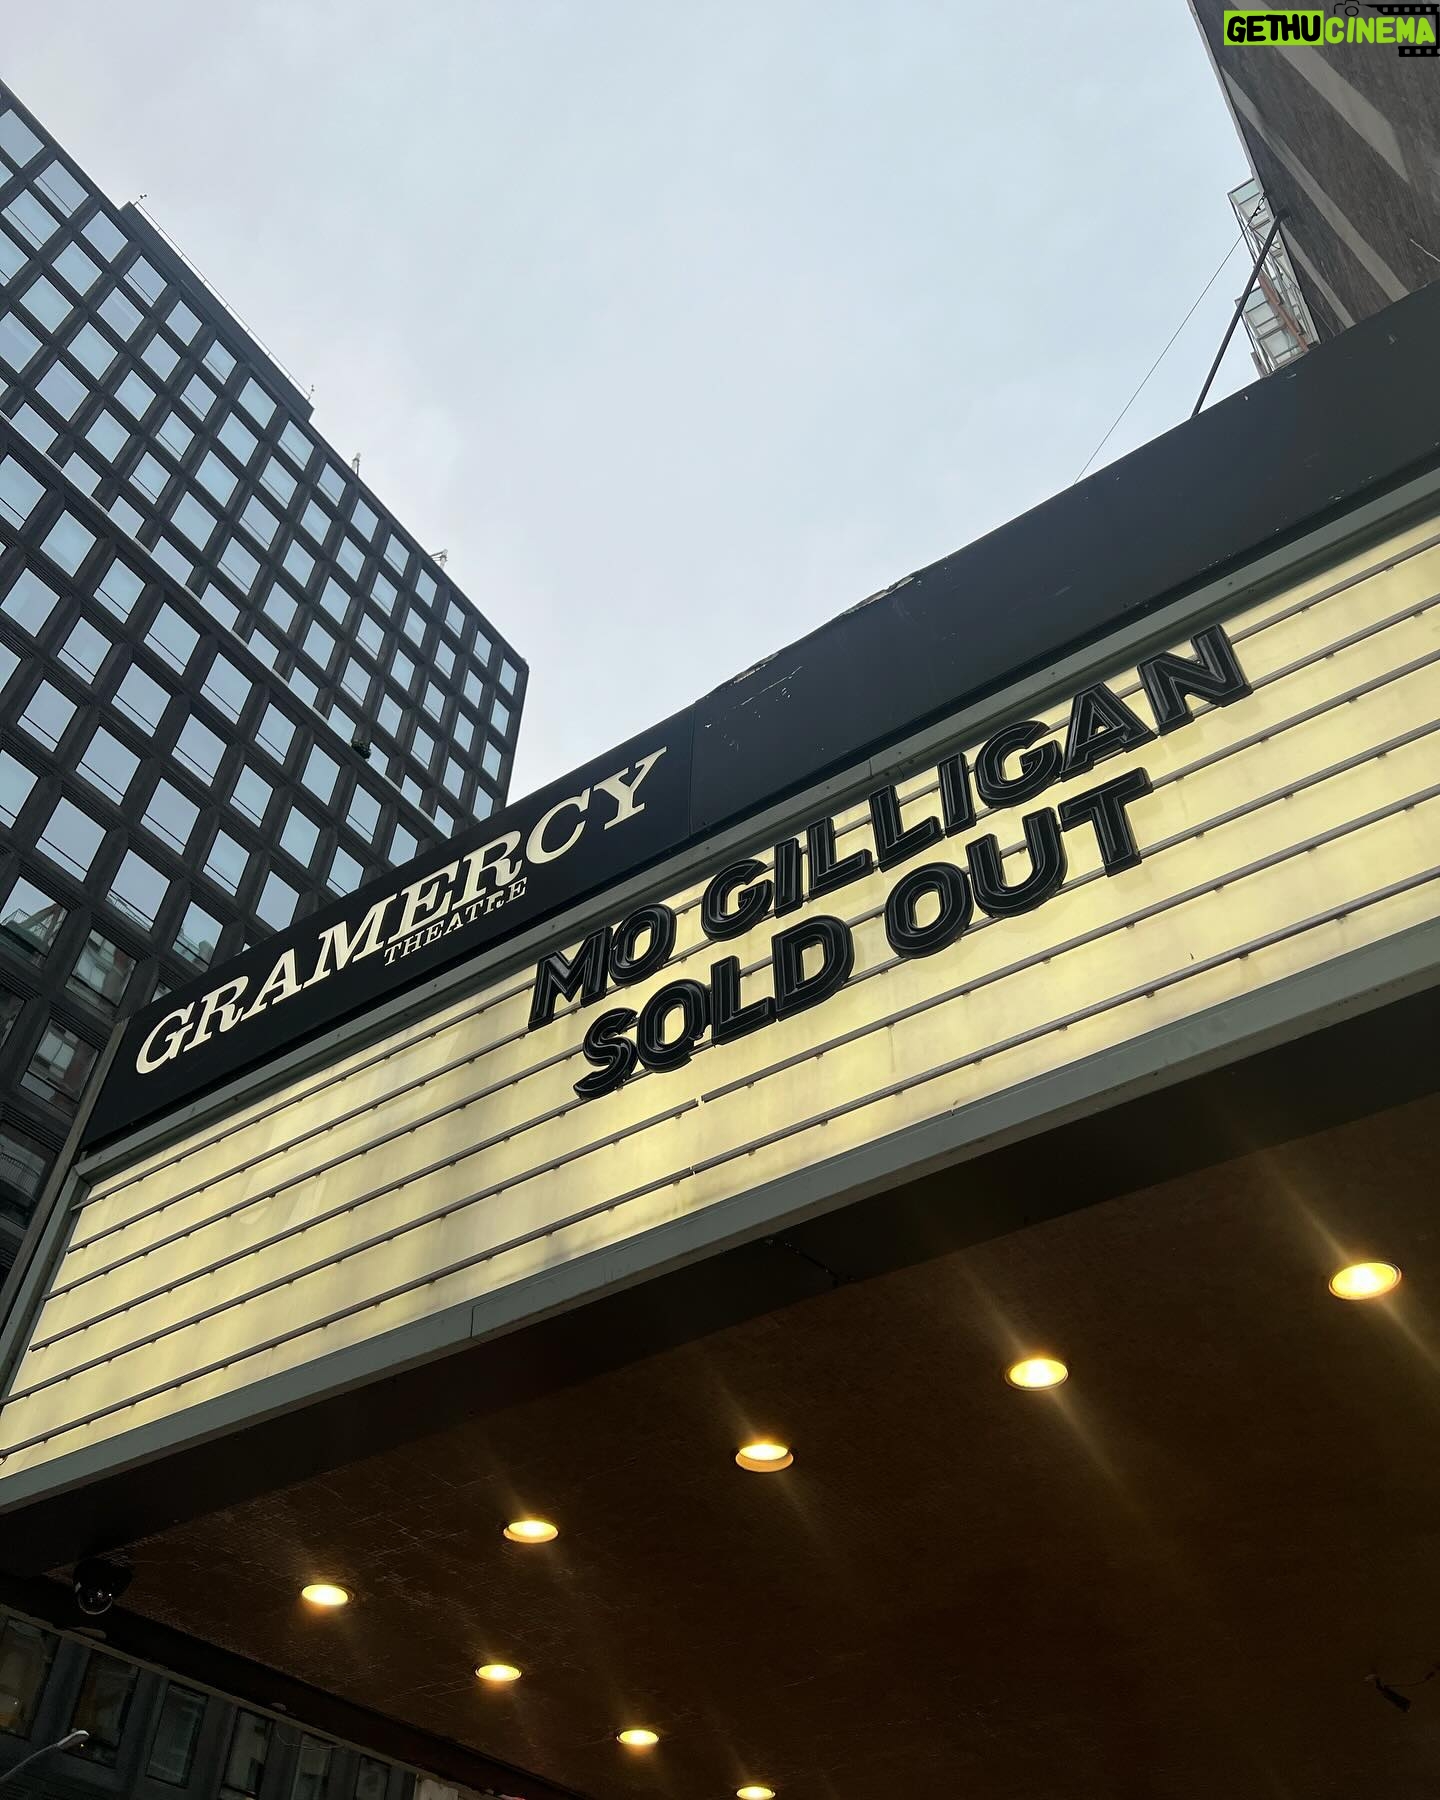 GETHUCINEMA
GRAMERCY
THEATRE
MO GILLIGAN
SOLD OUT